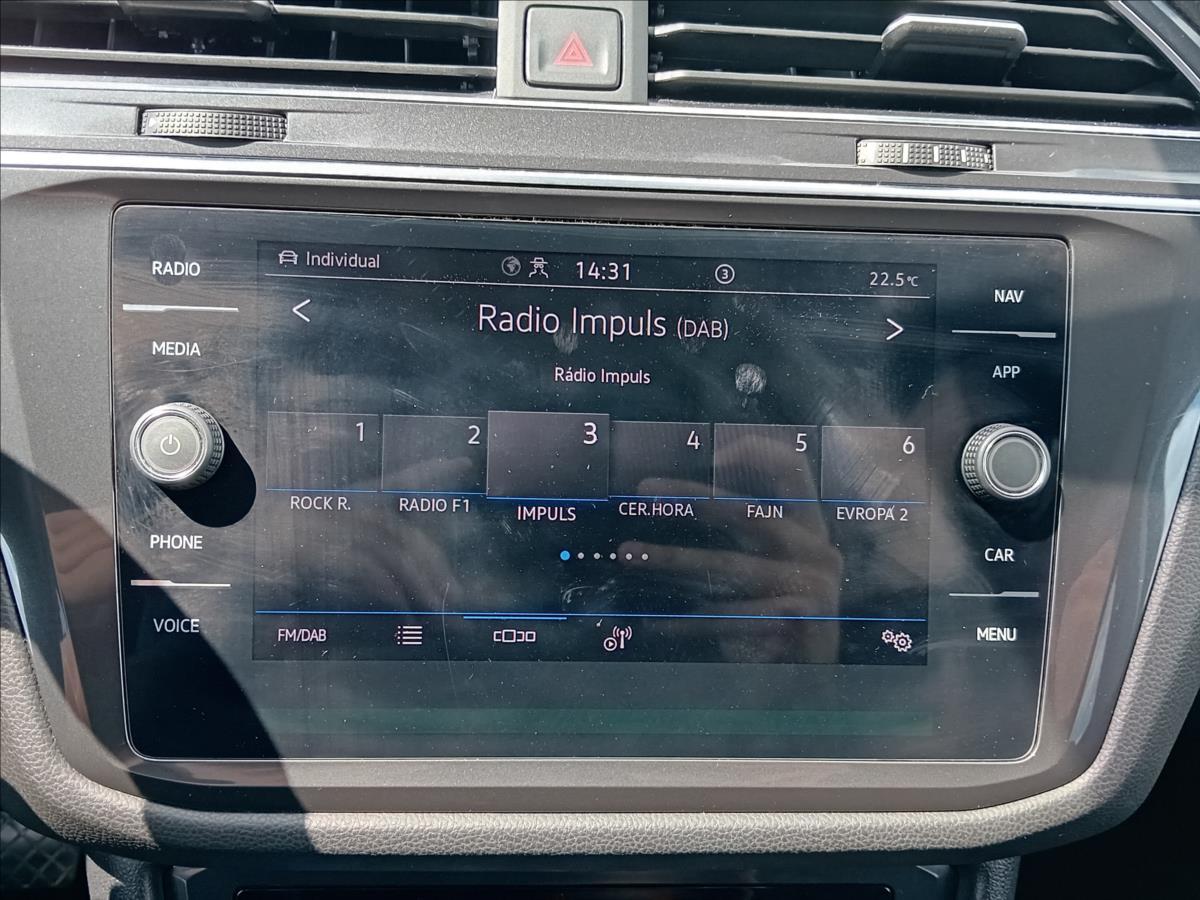 RADIO
MEDIA
PHONE
VOICE
Individual 14:31 3 22.5°C
Radio Impuls (DAB)
Rádio Impuls
1 2 3 4 5 6
ROCK R. RADIO F1 IMPULS CER.HORA FAJN EVROPA 2
FM/DAB
NAV
APP
CAR
MENU